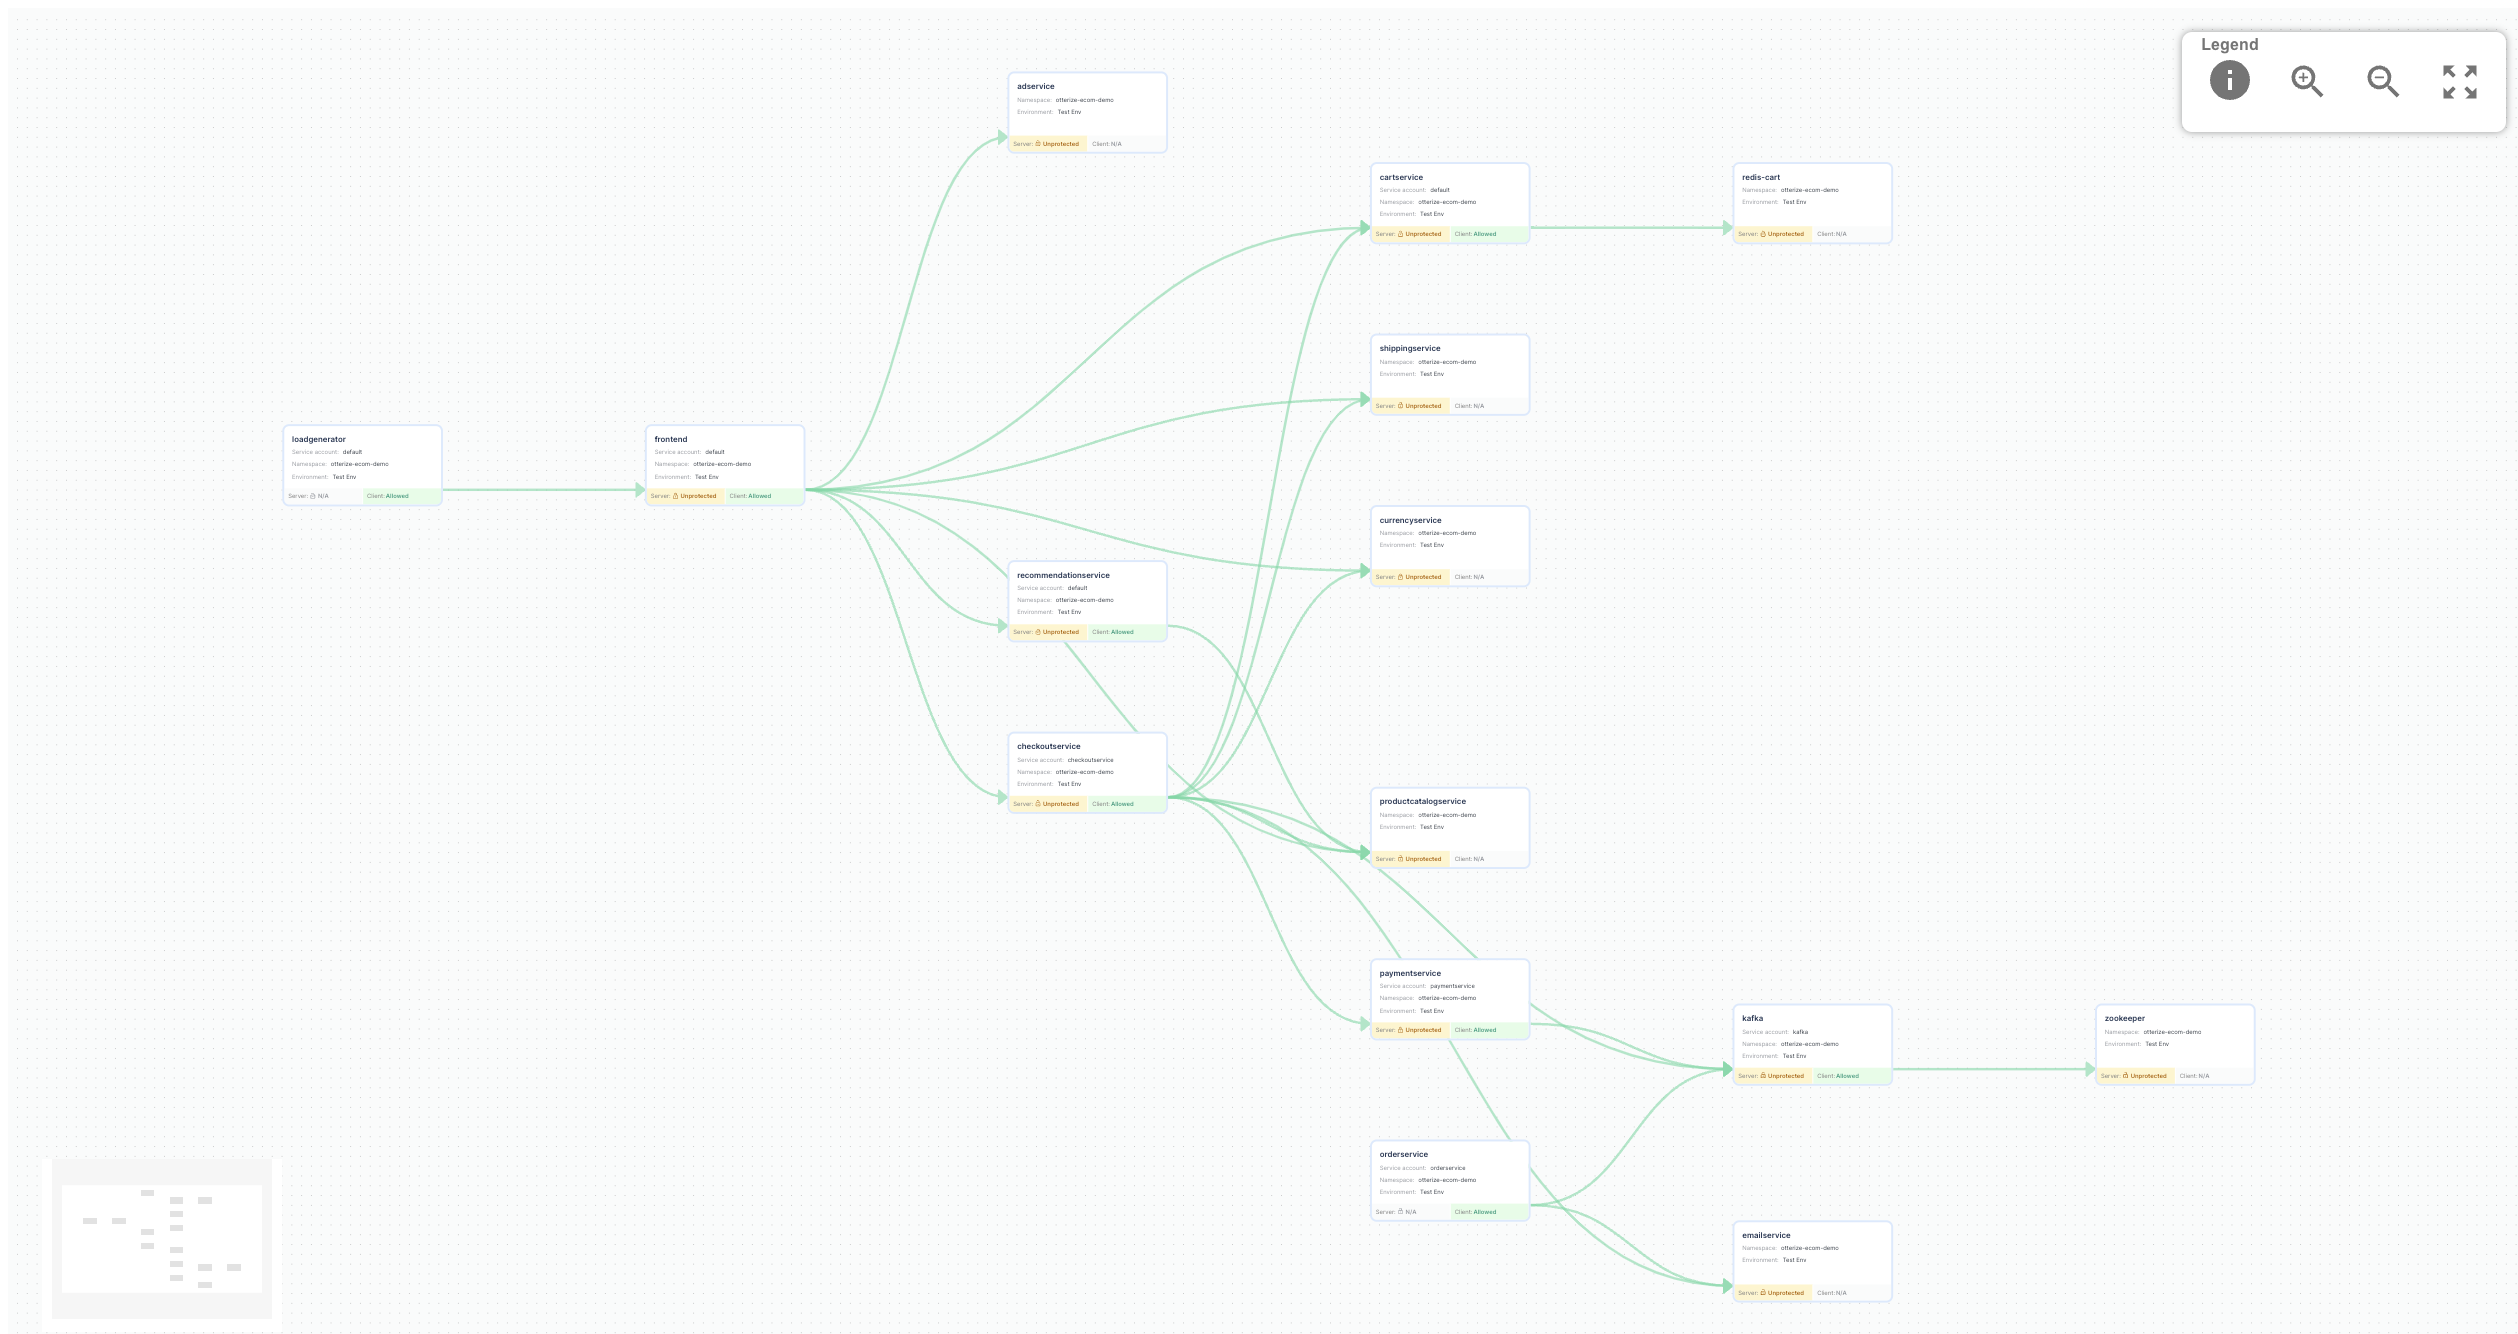 Legend
adservice
Namespace: otterize-ecom-demo
Environment: Test Env
Server: Unprotected Client: N/A
cartservice
Service account: default
Namespace: otterize-ecom-demo
Environment: Test Env
Server: Unprotected Client: Allowed
redis-cart
Namespace: otterize-ecom-demo
Environment: Test Env
Server: Unprotected Client: N/A
shippingservice
Namespace: otterize-ecom-demo
Environment: Test Env
Server: Unprotected Client: N/A
loadgenerator
Service account: default
Namespace: otterize-ecom-demo
Environment: Test Env
Server: N/A Client: Allowed
frontend
Service account: default
Namespace: otterize-ecom-demo
Environment: Test Env
Server: Unprotected Client: Allowed
currencyservice
Namespace: otterize-ecom-demo
Environment: Test Env
Server: Unprotected Client: N/A
recommendationservice
Service account: default
Namespace: otterize-ecom-demo
Environment: Test Env
Server: Unprotected Client: Allowed
checkoutservice
Service account: checkoutservice
Namespace: otterize-ecom-demo
Environment: Test Env
Server: Unprotected Client: Allowed
productcatalogservice
Namespace: otterize-ecom-demo
Environment: Test Env
Server: Unprotected Client: N/A
paymentservice
Service account: paymentservice
Namespace: otterize-ecom-demo
Environment: Test Env
Server: Unprotected Client: Allowed
kafka
Service account: kafka
Namespace: otterize-ecom-demo
Environment: Test Env
Server: Unprotected Client: Allowed
zookeeper
Namespace: otterize-ecom-demo
Environment: Test Env
Server: Unprotected Client: N/A
orderservice
Service account: orderservice
Namespace: otterize-ecom-demo
Environment: Test Env
Server: N/A Client: Allowed
emailservice
Namespace: otterize-ecom-demo
Environment: Test Env
Server: Unprotected Client: N/A